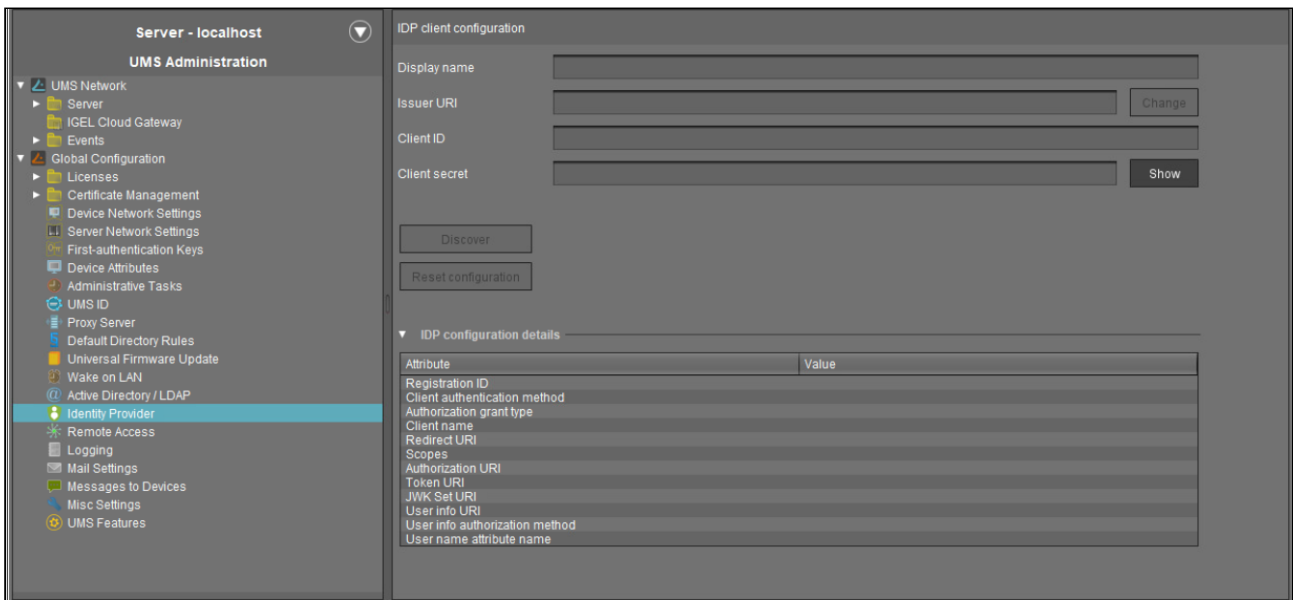 Server - localhost
UMS Administration
UMS Network
Server
IGEL Cloud Gateway
Events
Global Configuration
Licenses
Certificate Management
Device Network Settings
Server Network Settings
First-authentication Keys
Device Attributes
Administrative Tasks
UMS ID
Proxy Server
Default Directory Rules
Universal Firmware Update
Wake on LAN
Active Directory / LDAP
Identity Provider
Remote Access
Logging
Mail Settings
Messages to Devices
Misc Settings
UMS Features
IDP client configuration
Display name
Issuer URI
Change
Client ID
Client secret
Show
Discover
Reset configuration
IDP configuration details
Attribute Value
Registration ID
Client authentication method
Authorization grant type
Client name
Redirect URI
Scopes
Authorization URI
Token URI
JWK Set URI
User info URI
User info authorization method
User name attribute name